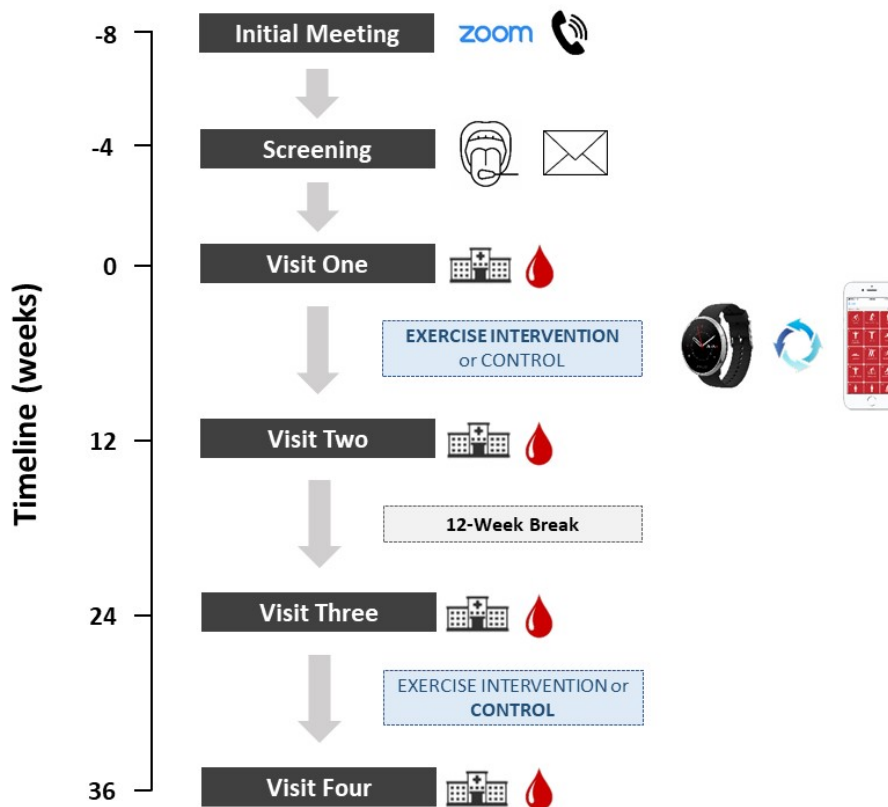 -8
Initial Meeting
zoom
-4
Screening
0
Visit One
EXERCISE INTERVENTION
or CONTROL
Timeline (weeks)
12
Visit Two
12-Week Break
24
Visit Three
EXERCISE INTERVENTION or
CONTROL
36
Visit Four